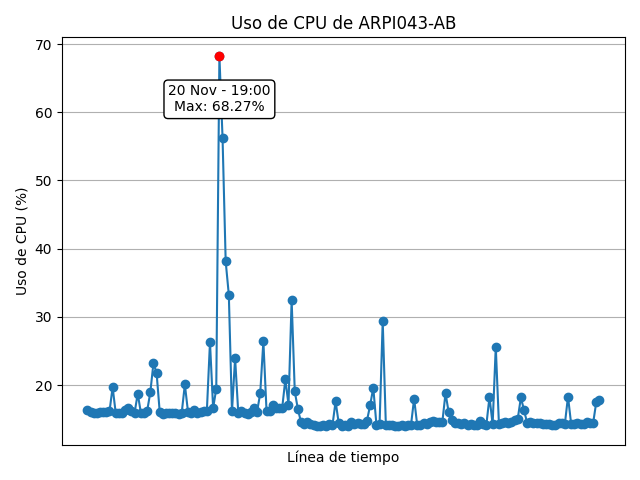 Uso de CPU de ARPI043-AB
70
60
50
40
30
20
Uso de CPU (%)
20 Nov - 19:00
Max: 68.27%
Línea de tiempo